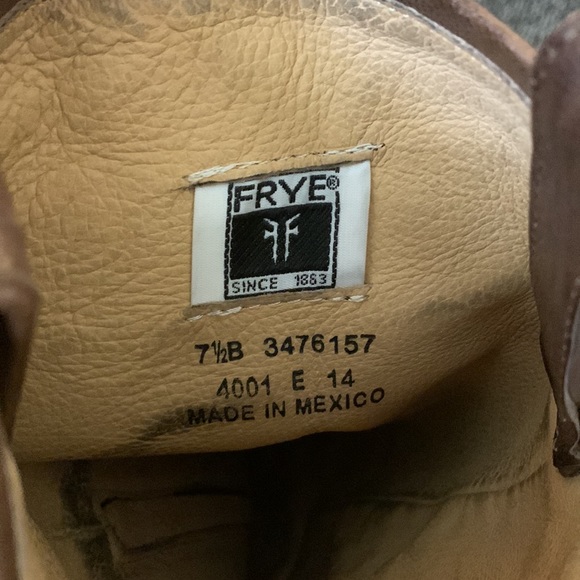 FRYE®
SINCE 1863
7½B 3476157
4001 E 14
MADE IN MEXICO